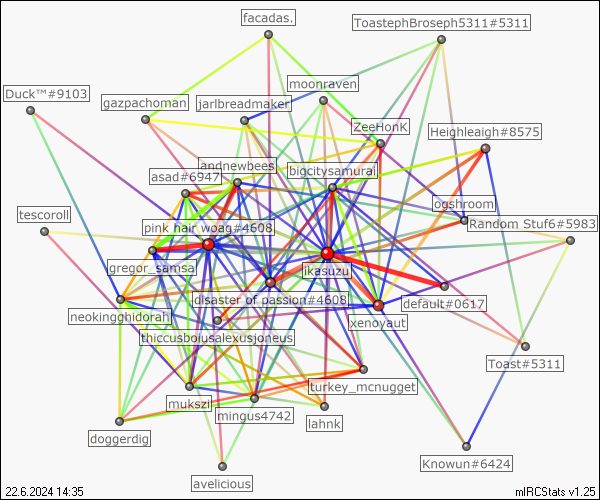 facadas.
ToastephBroseph5311#5311
moonraven
Duck™#9103
gazpachoman
jarlbreadmaker
ZeeHonK
Heighleaigh#8575
andnewbees
bigcitysamurai
asad#6947
ogshroom
tescoroll
pink hair woag#4608
Random Stuf6#5983
gregor_samsa
ikasuzu
disaster of passion#4608
default#0617
neokingghidorah
xenoyaut
thiccusbolusalexusjoneus
Toast#5311
turkey_mcnugget
mukszi
mingus4742
lahnk
doggerdig
Knowun#6424
avelicious
22.6.2024 14:35
mIRCStats v1.25